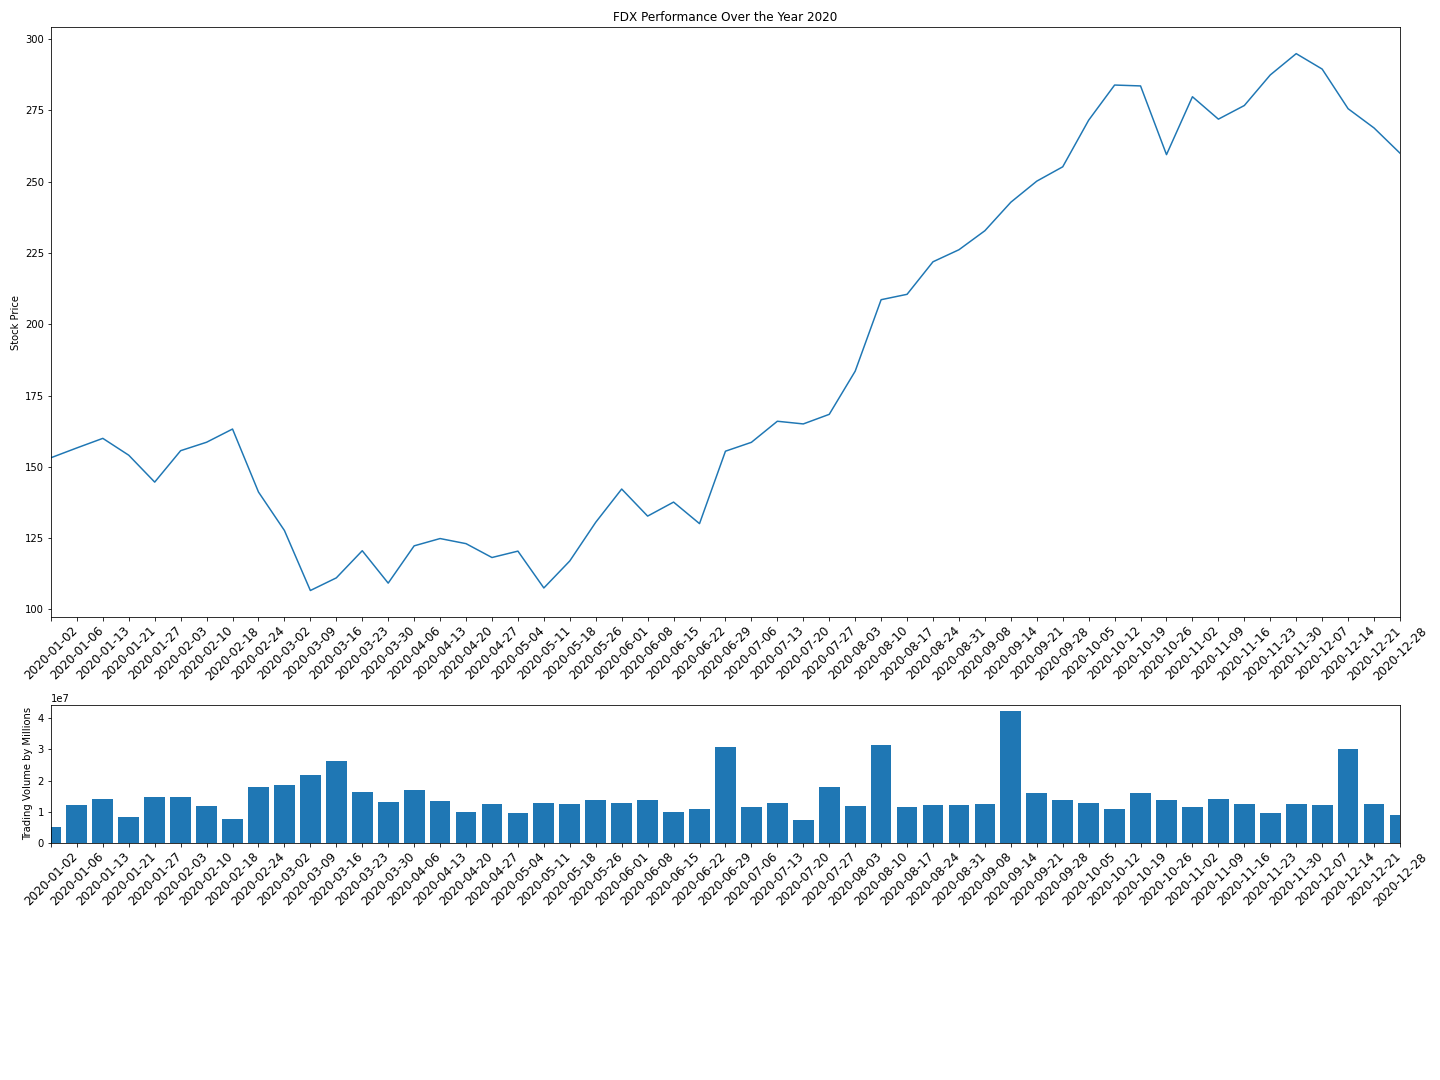 FDX Performance Over the Year 2020
300
275
250
225
200
175
150
125
100
Stock Price
2020-01-02 2020-01-06 2020-01-13 2020-01-21 2020-01-27 2020-02-03 2020-02-10 2020-02-18 2020-02-24 2020-03-02 2020-03-09 2020-03-16 2020-03-23 2020-03-30 2020-04-06 2020-04-13 2020-04-20 2020-04-27 2020-05-04 2020-05-11 2020-05-18 2020-05-26 2020-06-01 2020-06-08 2020-06-15 2020-06-22 2020-06-29 2020-07-06 2020-07-13 2020-07-20 2020-07-27 2020-08-03 2020-08-10 2020-08-17 2020-08-24 2020-08-31 2020-09-08 2020-09-14 2020-09-21 2020-09-28 2020-10-05 2020-10-12 2020-10-19 2020-10-26 2020-11-02 2020-11-09 2020-11-16 2020-11-23 2020-11-30 2020-12-07 2020-12-14 2020-12-21 2020-12-28
1e7
4
3
2
1
0
Trading Volume by Millions
2020-01-02 2020-01-06 2020-01-13 2020-01-21 2020-01-27 2020-02-03 2020-02-10 2020-02-18 2020-02-24 2020-03-02 2020-03-09 2020-03-16 2020-03-23 2020-03-30 2020-04-06 2020-04-13 2020-04-20 2020-04-27 2020-05-04 2020-05-11 2020-05-18 2020-05-26 2020-06-01 2020-06-08 2020-06-15 2020-06-22 2020-06-29 2020-07-06 2020-07-13 2020-07-20 2020-07-27 2020-08-03 2020-08-10 2020-08-17 2020-08-24 2020-08-31 2020-09-08 2020-09-14 2020-09-21 2020-09-28 2020-10-05 2020-10-12 2020-10-19 2020-10-26 2020-11-02 2020-11-09 2020-11-16 2020-11-23 2020-11-30 2020-12-07 2020-12-14 2020-12-21 2020-12-28